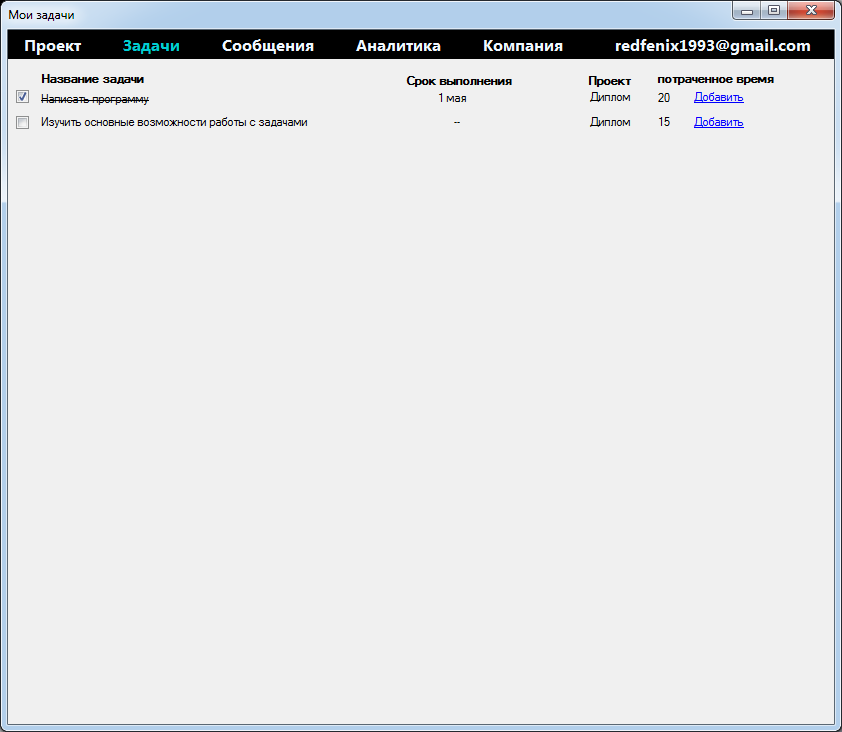 Мои задачи
Проект Задачи Сообщения Аналитика Компания redfenix1993@gmail.com
Название задачи Срок выполнения Проект потраченное время
Написать программу 1 мая Диплом 20 Добавить
Изучить основные возможности работы с задачами -- Диплом 15 Добавить